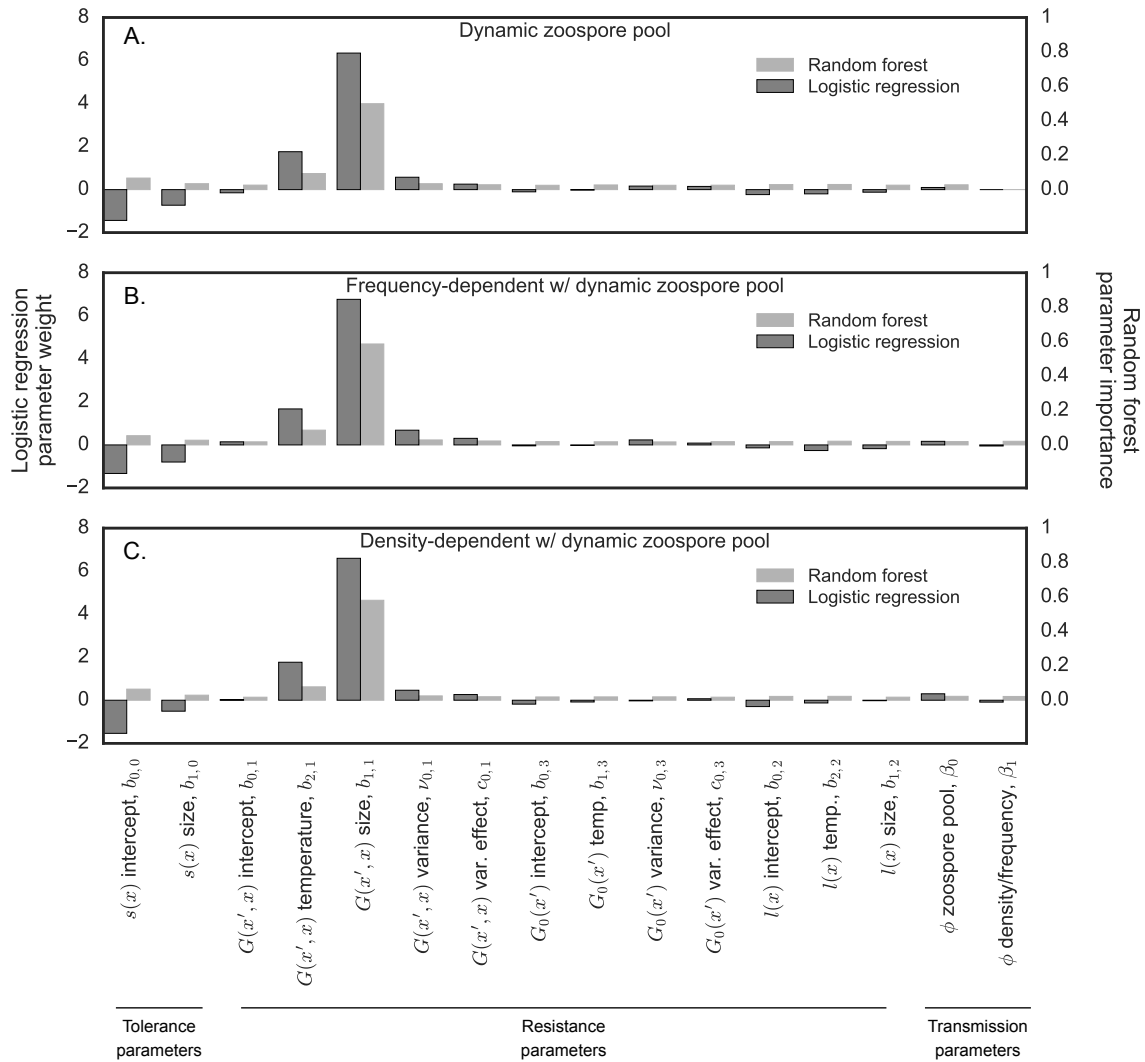 A.
Dynamic zoospore pool
Random forest
Logistic regression
8
6
4
2
0
−2
1
0.8
0.6
0.4
0.2
0.0
B.
Frequency-dependent w/ dynamic zoospore pool
Random forest
Logistic regression
8
6
4
2
0
−2
1
0.8
0.6
0.4
0.2
0.0
Logistic regression
parameter weight
Random forest
parameter importance
C.
Density-dependent w/ dynamic zoospore pool
Random forest
Logistic regression
8
6
4
2
0
−2
1
0.8
0.6
0.4
0.2
0.0
s(x) intercept, b0,0
s(x) size, b1,0
G(x′, x) intercept, b0,1
G(x′, x) temperature, b2,1
G(x′, x) size, b1,1
G(x′, x) variance, ν0,1
G(x′, x) var. effect, c0,1
G0(x′) intercept, b0,3
G0(x′) temp, b1,3
G0(x′) variance, ν0,3
G0(x′) var. effect, c0,3
l(x) intercept, b0,2
l(x) temp., b2,2
l(x) size, b1,2
ϕ zoospore pool, β0
ϕ density/frequency, β1
Tolerance
parameters
Resistance
parameters
Transmission
parameters